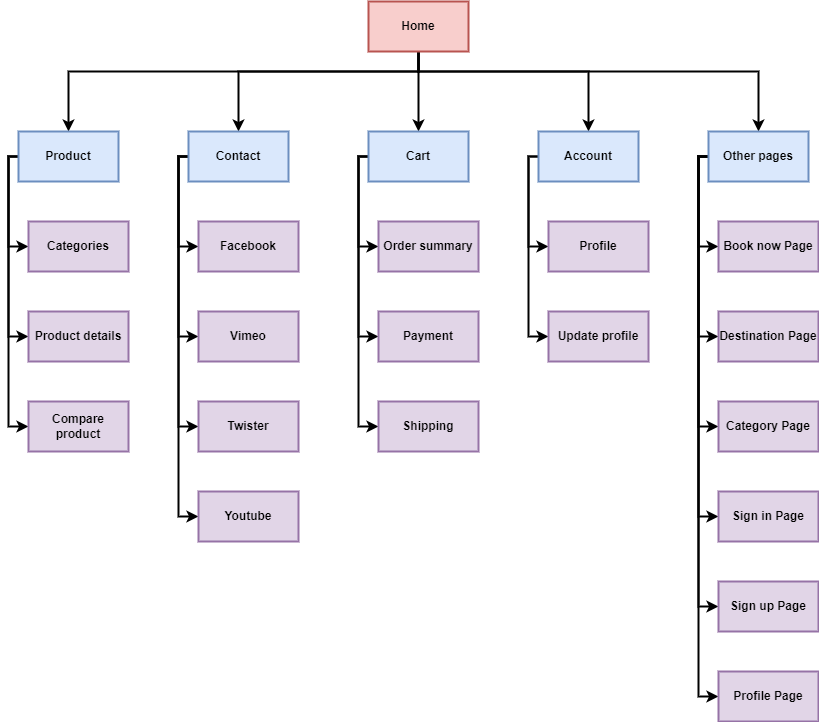 Home
Product
Contact
Cart
Account
Other pages
Categories
Facebook
Order summary
Profile
Book now Page
Product details
Vimeo
Payment
Update profile
Destination Page
Compare
product
Twister
Shipping
Category Page
Youtube
Sign in Page
Sign up Page
Profile Page